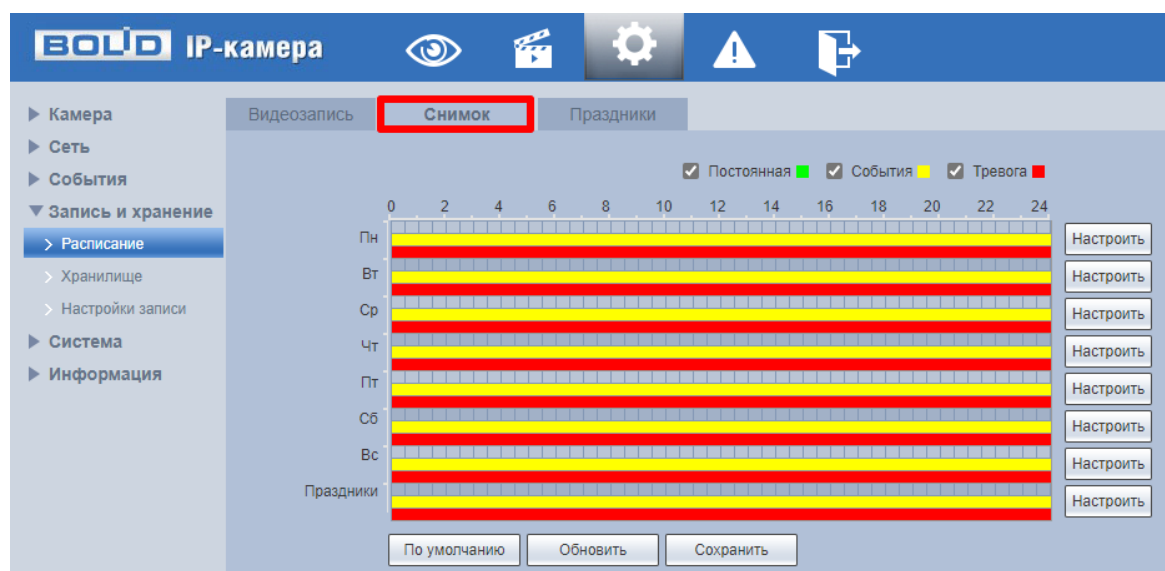 BOLID IP-камера
Камера
Сеть
События
Запись и хранение
Расписание
Хранилище
Настройки записи
Система
Информация
Видеозапись Снимок Праздники
Постоянная События Тревога
0 2 4 6 8 10 12 14 16 18 20 22 24
Пн Настроить
Вт Настроить
Ср Настроить
Чт Настроить
Пт Настроить
Сб Настроить
Вс Настроить
Праздники Настроить
По умолчанию Обновить Сохранить